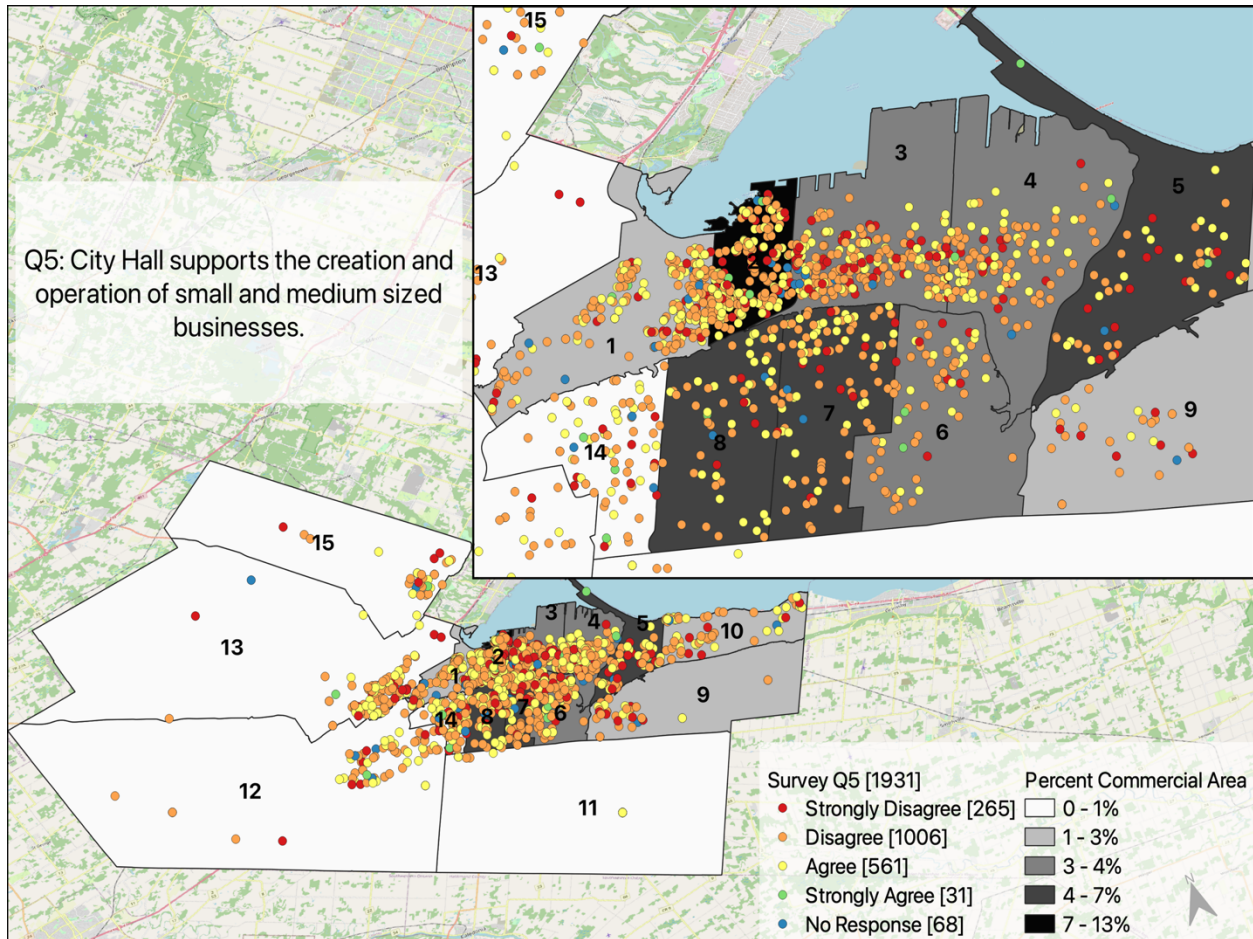 Q5: City Hall supports the creation and
operation of small and medium sized
businesses.
15
13
3
4
5
2
1
14
8
7
6
9
15
13
12
11
3
4
5
10
2
1
14
8
7
6
9
Survey Q5 [1931]
Strongly Disagree [265]
Disagree [1006]
Agree [561]
Strongly Agree [31]
No Response [68]
Percent Commercial Area
0 - 1%
1 - 3%
3 - 4%
4 - 7%
7 - 13%
N